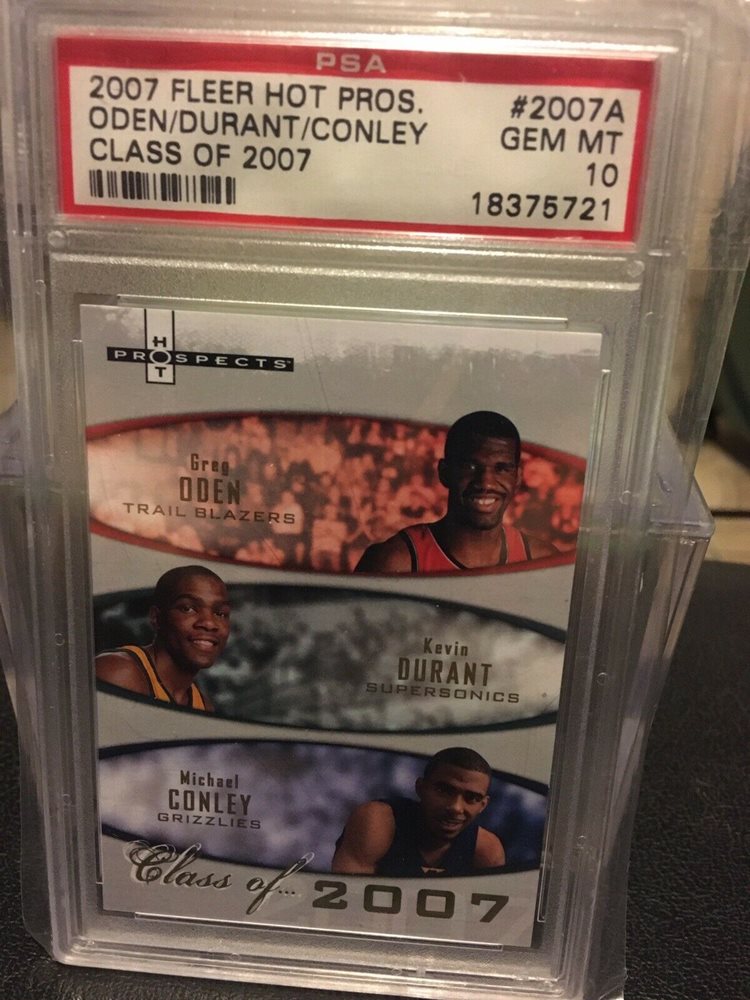 PSA
2007 FLEER HOT PROS. #2007A
ODEN/DURANT/CONLEY GEM MT
CLASS OF 2007 10
18375721
HOT
PROSPECTS™
Greg
ODEN
TRAIL BLAZERS
Kevin
DURANT
SUPERSONICS
Michael
CONLEY
GRIZZLIES
Class of... 2007